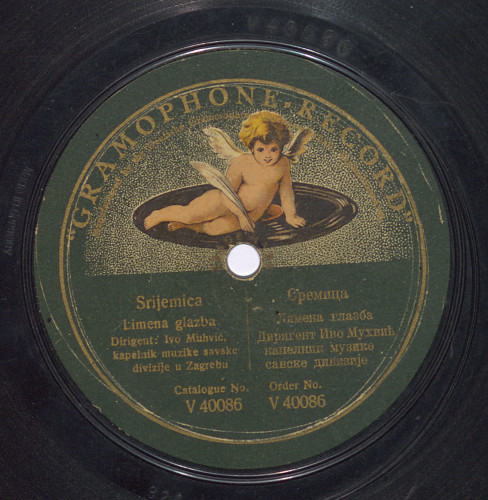 "GRAMOPHONE-RECORD"
Srijemica
Limena glazba
Dirigent: Ivo Muhvić,
kapelnik muzike savske
divizije u Zagrebu
Сремица
Лимена глазба
Диригент Иво Мухвић
капелник музике
савске дивизије
Catalogue No.
V 40086
Order No.
V 40086